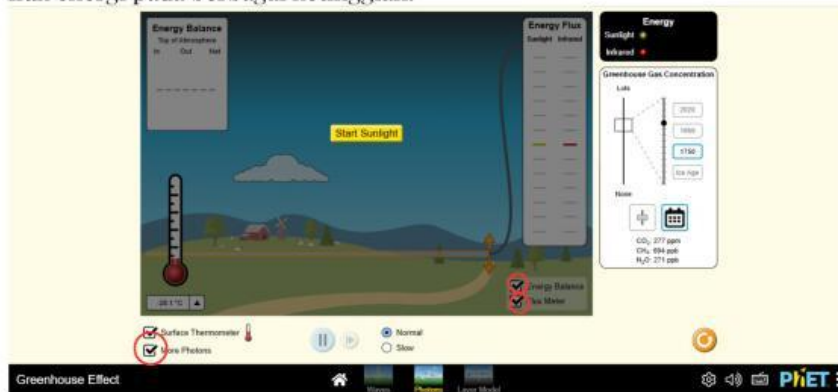 Energy Balance
Top of Atmosphere
In Out Net
Energy Flux
Sunlight Infrared
Start Sunlight
Energy Balance
Flux Meter
Surface Thermometer
More Photons
Normal
Slow
Energy
Sunlight
Infrared
Greenhouse Gas Concentration
Lots
2020
1950
1750
Ice Age
None
CO₂: 277 ppm
CH₄: 694 ppb
N₂O: 271 ppb
Greenhouse Effect
Waves
Photons
Layer Model
PhET